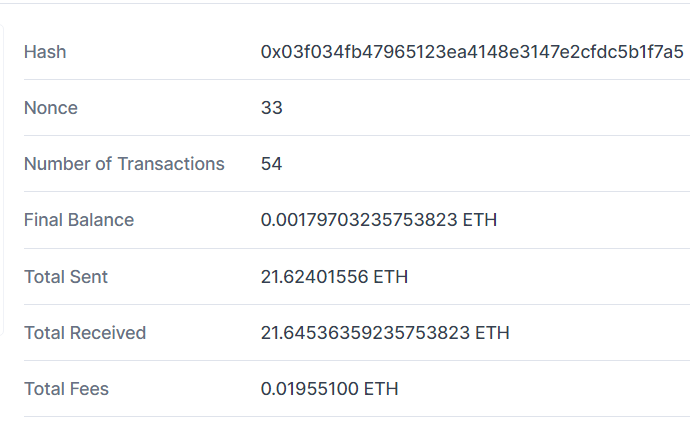 Hash 0x03f034fb47965123ea4148e3147e2cfdc5b1f7a5
Nonce 33
Number of Transactions 54
Final Balance 0.00179703235753823 ETH
Total Sent 21.62401556 ETH
Total Received 21.64536359235753823 ETH
Total Fees 0.01955100 ETH